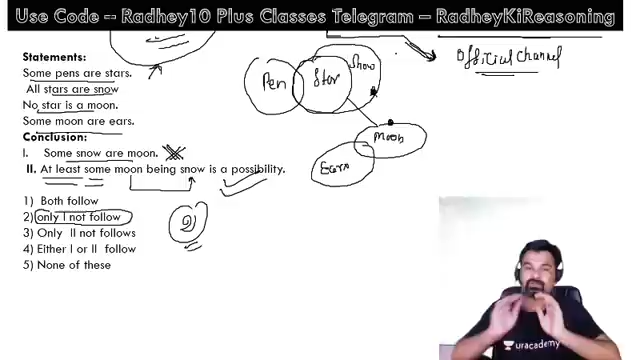 Use Code -- Radhey10 Plus Classes Telegram – RadheyKiReasoning
Official Channel
Statements:
Some pens are stars.
All stars are snow
No star is a moon.
Some moon are ears.
Conclusion:
I. Some snow are moon.
II. At least some moon being snow is a possibility.
1) Both follow
2) only I not follow
3) Only II not follows
4) Either I or II follow
5) None of these
2)
Pen
Star
Snow
Moon
Ears
uracademy